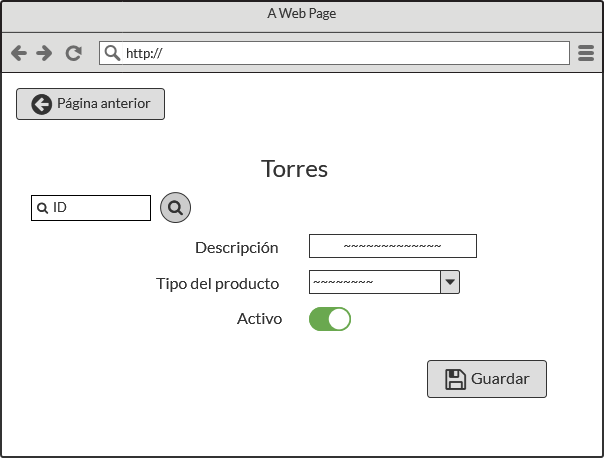 A Web Page
http://
Página anterior
Torres
ID
Descripción
~~~~~~~~~~~~~
Tipo del producto
~~~~~~~~
Activo
Guardar